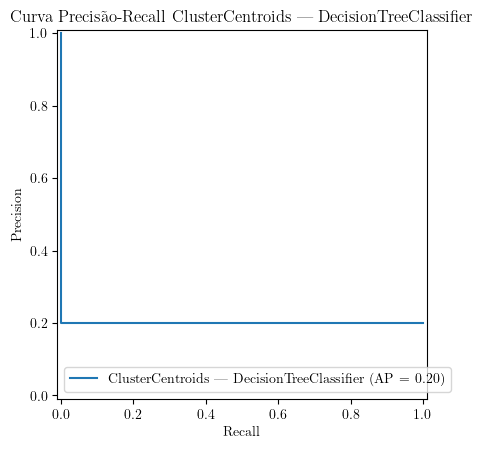 Curva Precisão-Recall ClusterCentroids — DecisionTreeClassifier
1.0
0.8
0.6
0.4
0.2
0.0
Precision
ClusterCentroids — DecisionTreeClassifier (AP = 0.20)
0.0 0.2 0.4 0.6 0.8 1.0
Recall